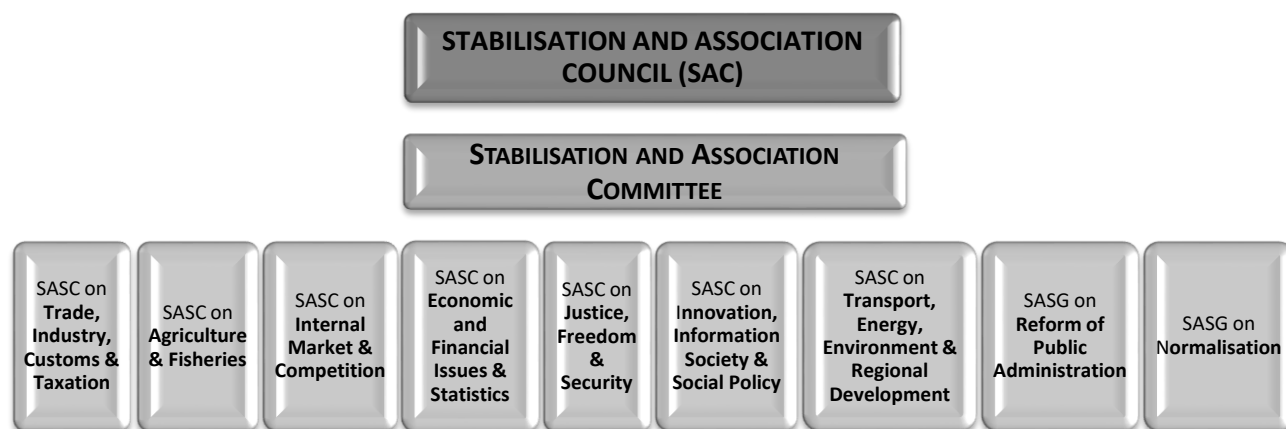 STABILISATION AND ASSOCIATION
COUNCIL (SAC)
STABILISATION AND ASSOCIATION
COMMITTEE
SASC on
Trade,
Industry,
Customs &
Taxation
SASC on
Agriculture
& Fisheries
SASC on
Internal
Market &
Competition
SASC on
Economic
and
Financial
Issues &
Statistics
SASC on
Justice,
Freedom
&
Security
SASC on
Innovation,
Information
Society &
Social Policy
SASC on
Transport,
Energy,
Environment &
Regional
Development
SASG on
Reform of
Public
Administration
SASG on
Normalisation